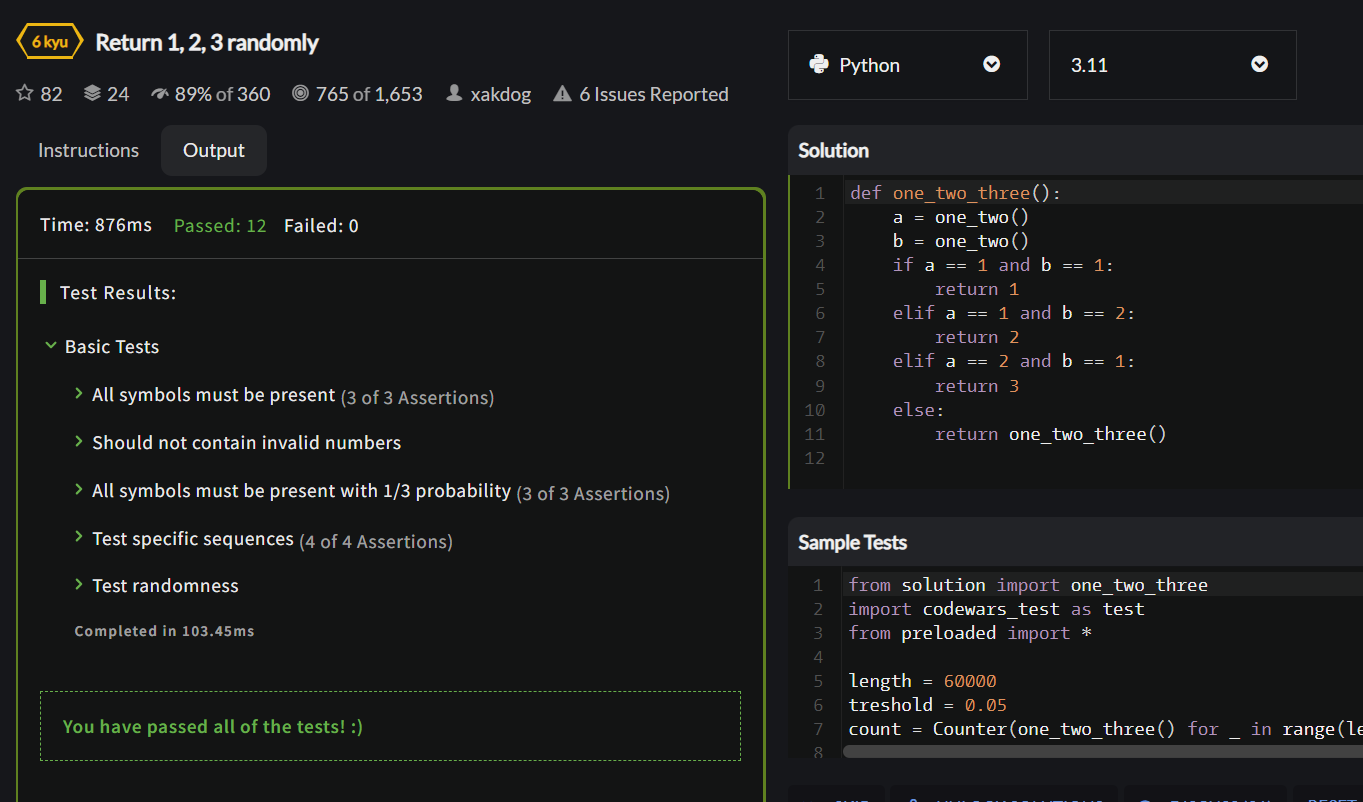 6 kyu Return 1, 2, 3 randomly
82 24 89% of 360 765 of 1,653 xakdog 6 Issues Reported
Instructions Output
Time: 876ms Passed: 12 Failed: 0
Test Results:
Basic Tests
All symbols must be present (3 of 3 Assertions)
Should not contain invalid numbers
All symbols must be present with 1/3 probability (3 of 3 Assertions)
Test specific sequences (4 of 4 Assertions)
Test randomness
Completed in 103.45ms
You have passed all of the tests! :)
Python 3.11
Solution
1 def one_two_three():
2     a = one_two()
3     b = one_two()
4     if a == 1 and b == 1:
5         return 1
6     elif a == 1 and b == 2:
7         return 2
8     elif a == 2 and b == 1:
9         return 3
10     else:
11         return one_two_three()
12
Sample Tests
1 from solution import one_two_three
2 import codewars_test as test
3 from preloaded import *
4
5 length = 60000
6 treshold = 0.05
7 count = Counter(one_two_three() for _ in range(le
8